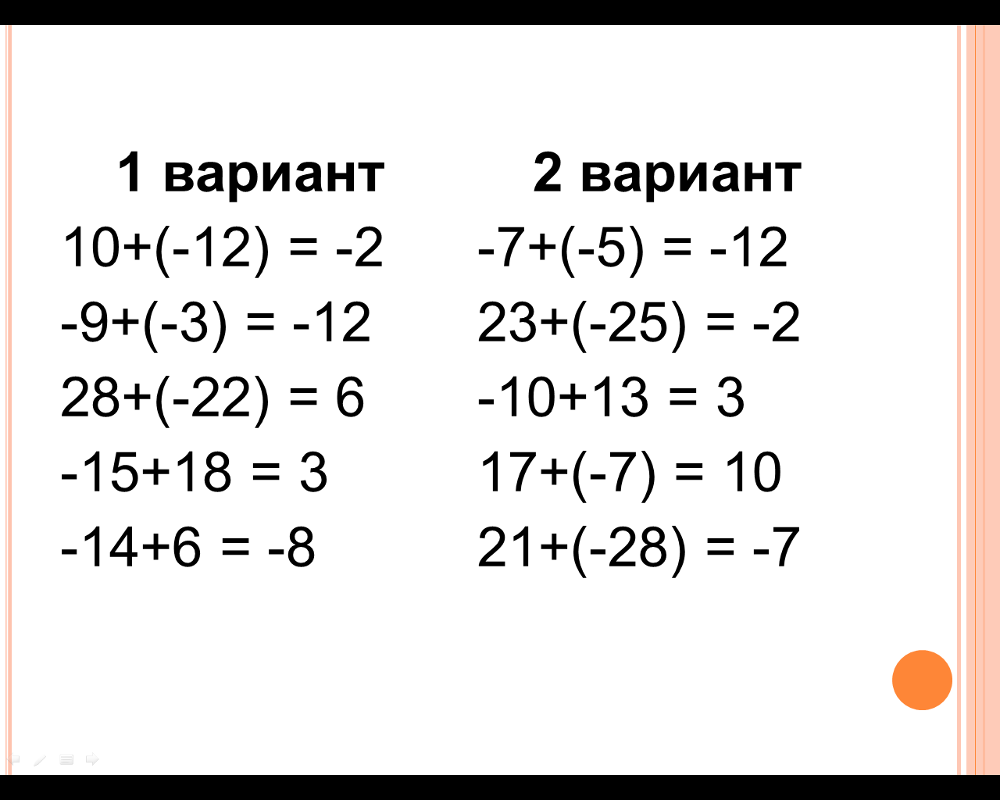 1 вариант
10+(-12) = -2
-9+(-3) = -12
28+(-22) = 6
-15+18 = 3
-14+6 = -8
2 вариант
-7+(-5) = -12
23+(-25) = -2
-10+13 = 3
17+(-7) = 10
21+(-28) = -7